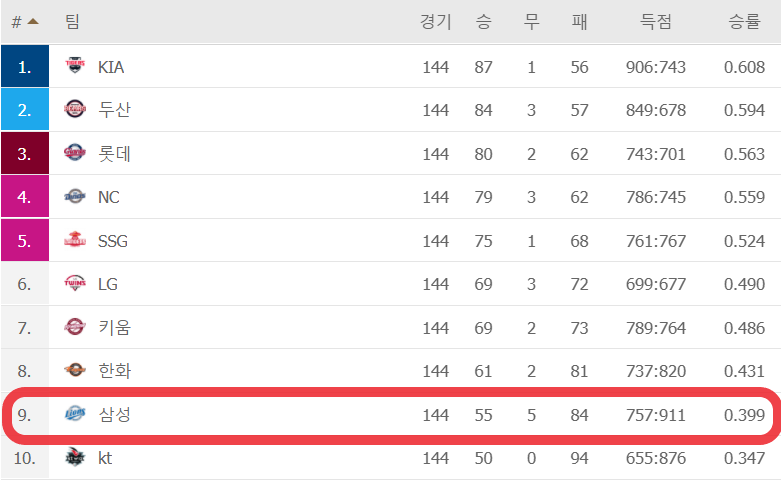 # 팀 경기 승 무 패 득점 승률
1. KIA 144 87 1 56 906:743 0.608
2. 두산 144 84 3 57 849:678 0.594
3. 롯데 144 80 2 62 743:701 0.563
4. NC 144 79 3 62 786:745 0.559
5. SSG 144 75 1 68 761:767 0.524
6. LG 144 69 3 72 699:677 0.490
7. 키움 144 69 2 73 789:764 0.486
8. 한화 144 61 2 81 737:820 0.431
9. 삼성 144 55 5 84 757:911 0.399
10. kt 144 50 0 94 655:876 0.347